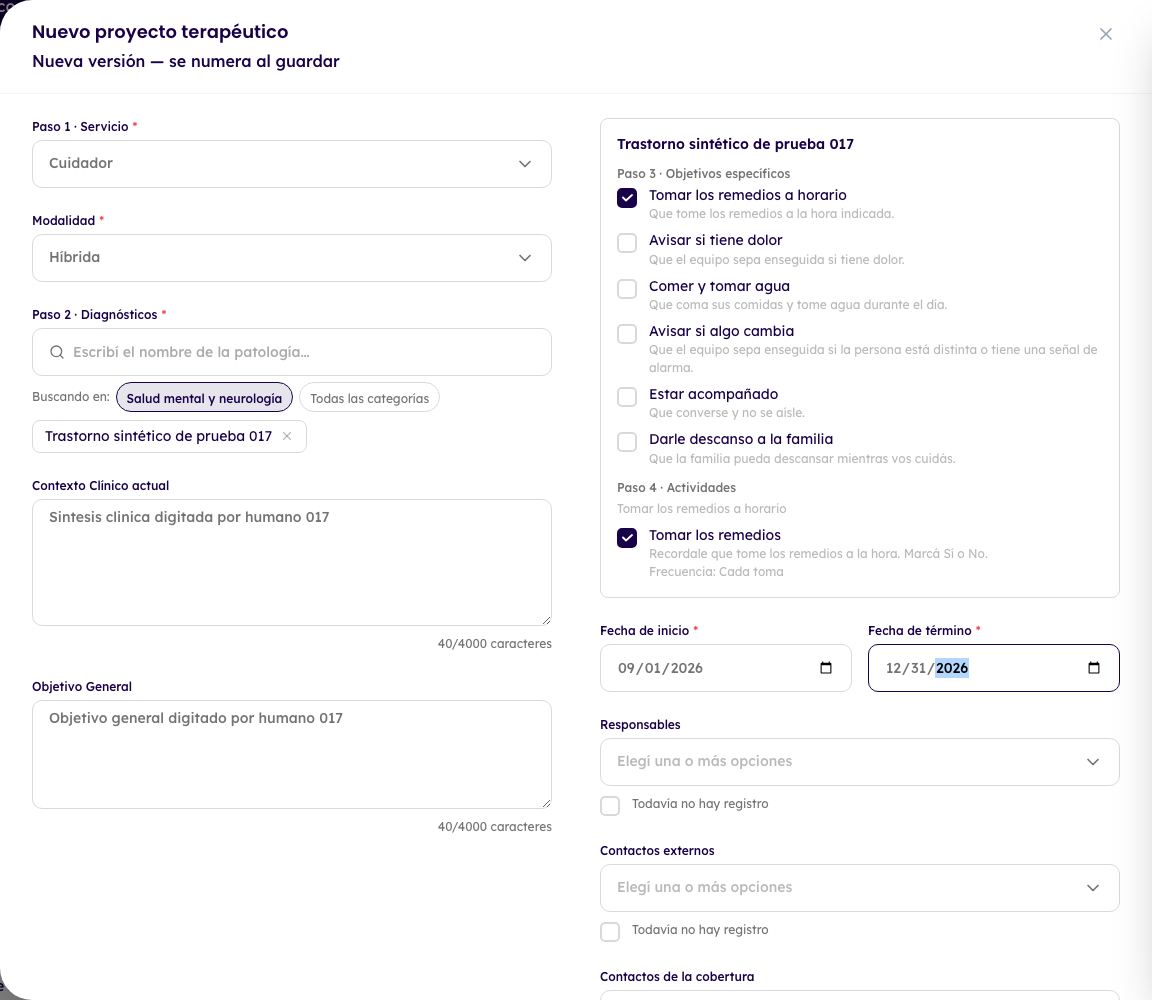 Nuevo proyecto terapéutico
Nueva versión — se numera al guardar
Paso 1 · Servicio *
Cuidador
Modalidad *
Híbrida
Paso 2 · Diagnósticos *
Escribí el nombre de la patología...
Buscando en:
Salud mental y neurología
Todas las categorías
Trastorno sintético de prueba 017
Contexto Clínico actual
Sintesis clinica digitada por humano 017
40/4000 caracteres
Objetivo General
Objetivo general digitado por humano 017
40/4000 caracteres
Trastorno sintético de prueba 017
Paso 3 · Objetivos específicos
Tomar los remedios a horario
Que tome los remedios a la hora indicada.
Avisar si tiene dolor
Que el equipo sepa enseguida si tiene dolor.
Comer y tomar agua
Que coma sus comidas y tome agua durante el día.
Avisar si algo cambia
Que el equipo sepa enseguida si la persona está distinta o tiene una señal de
alarma.
Estar acompañado
Que converse y no se aísle.
Darle descanso a la familia
Que la familia pueda descansar mientras vos cuidás.
Paso 4 · Actividades
Tomar los remedios a horario
Tomar los remedios
Recordale que tome los remedios a la hora. Marcá Sí o No.
Frecuencia: Cada toma
Fecha de inicio *
09/01/2026
Fecha de término *
12/31/2026
Responsables
Elegí una o más opciones
Todavía no hay registro
Contactos externos
Elegí una o más opciones
Todavía no hay registro
Contactos de la cobertura